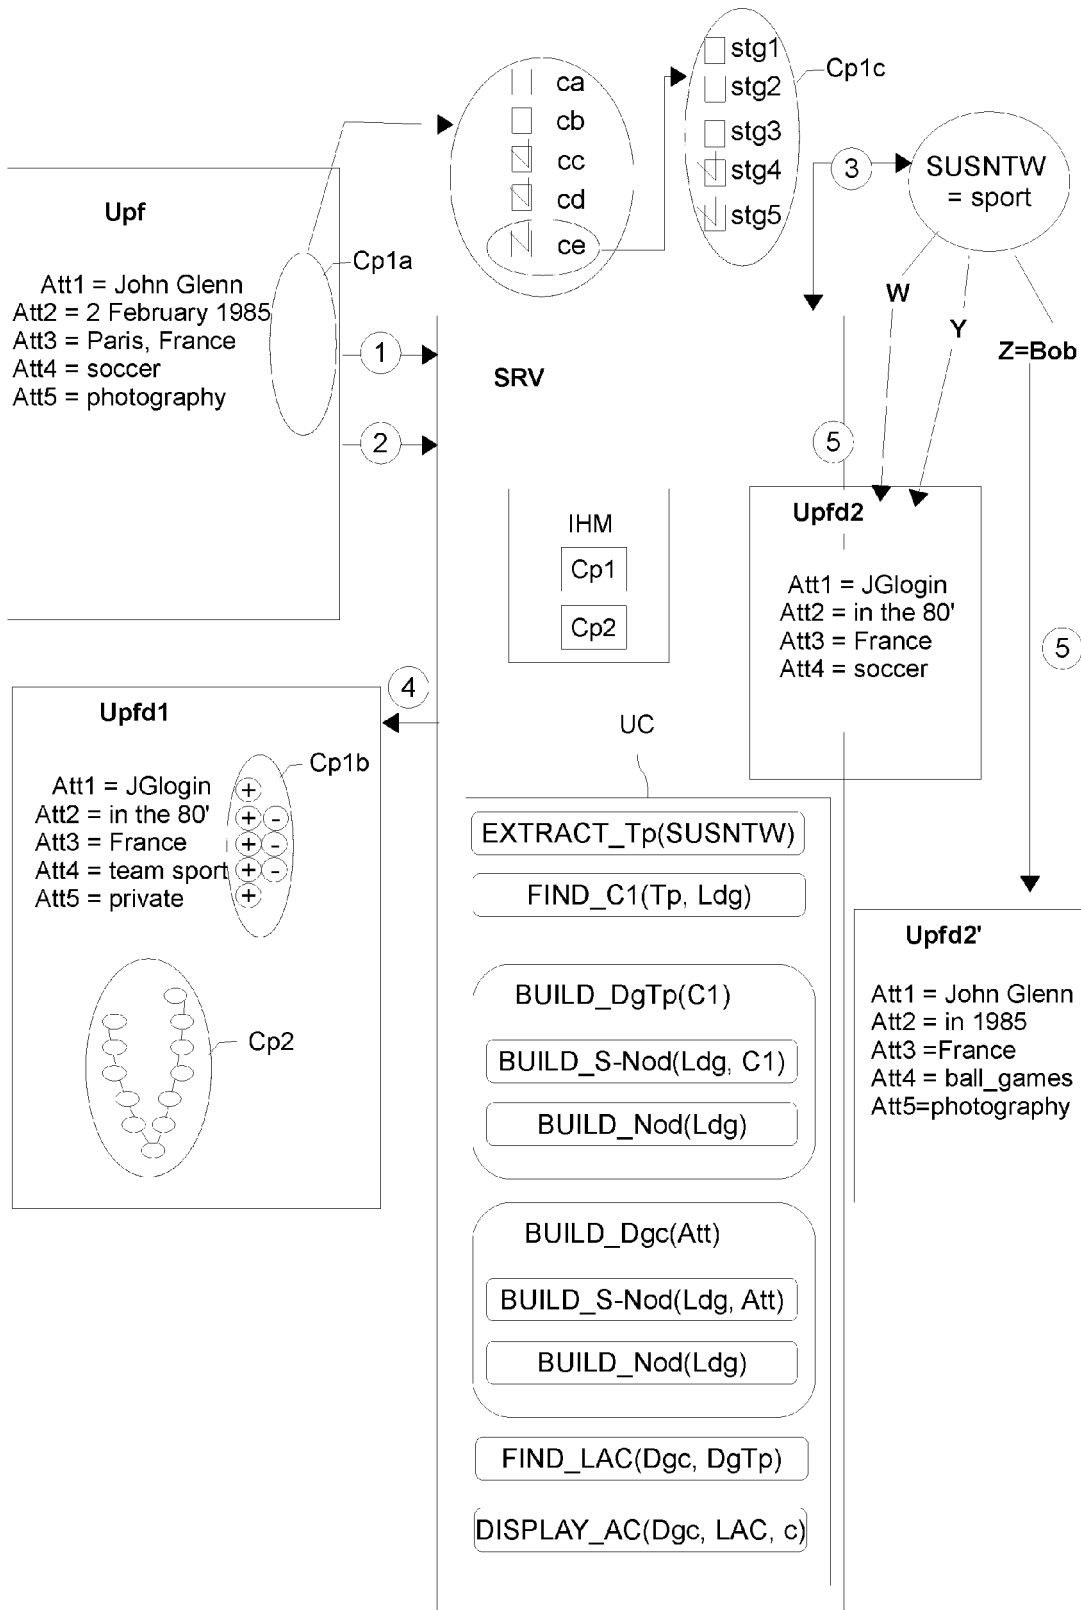 ca
cb
cc
cd
ce
stg1
stg2
stg3
stg4
stg5
Cp1c
3
SUSNTW
= sport
Upf
Att1 = John Glenn
Att2 = 2 February 1985
Att3 = Paris, France
Att4 = soccer
Att5 = photography
Cp1a
1
2
SRV
W
Y
Z=Bob
5
IHM
Cp1
Cp2
Upfd2
Att1 = JGlogin
Att2 = in the 80'
Att3 = France
Att4 = soccer
5
4
Upfd1
Att1 = JGlogin
Att2 = in the 80'
Att3 = France
Att4 = team sport
Att5 = private
+
+ -
+ -
+ -
+
Cp1b
Cp2
UC
EXTRACT_Tp(SUSNTW)
FIND_C1(Tp, Ldg)
BUILD_DgTp(C1)
BUILD_S-Nod(Ldg, C1)
BUILD_Nod(Ldg)
BUILD_Dgc(Att)
BUILD_S-Nod(Ldg, Att)
BUILD_Nod(Ldg)
FIND_LAC(Dgc, DgTp)
DISPLAY_AC(Dgc, LAC, c)
Upfd2'
Att1 = John Glenn
Att2 = in 1985
Att3 =France
Att4 = ball_games
Att5=photography